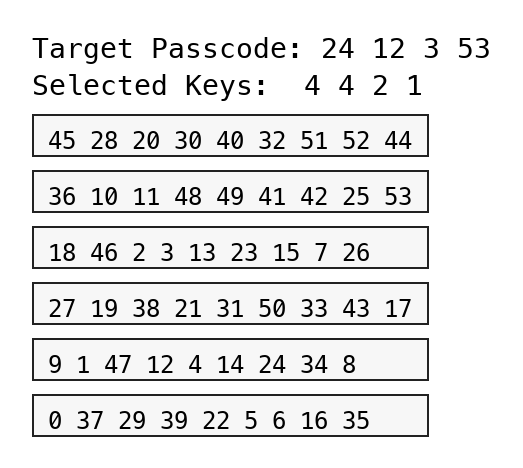 Target Passcode: 24 12 3 53
Selected Keys: 4 4 2 1
45 28 20 30 40 32 51 52 44
36 10 11 48 49 41 42 25 53
18 46 2 3 13 23 15 7 26
27 19 38 21 31 50 33 43 17
9 1 47 12 4 14 24 34 8
0 37 29 39 22 5 6 16 35